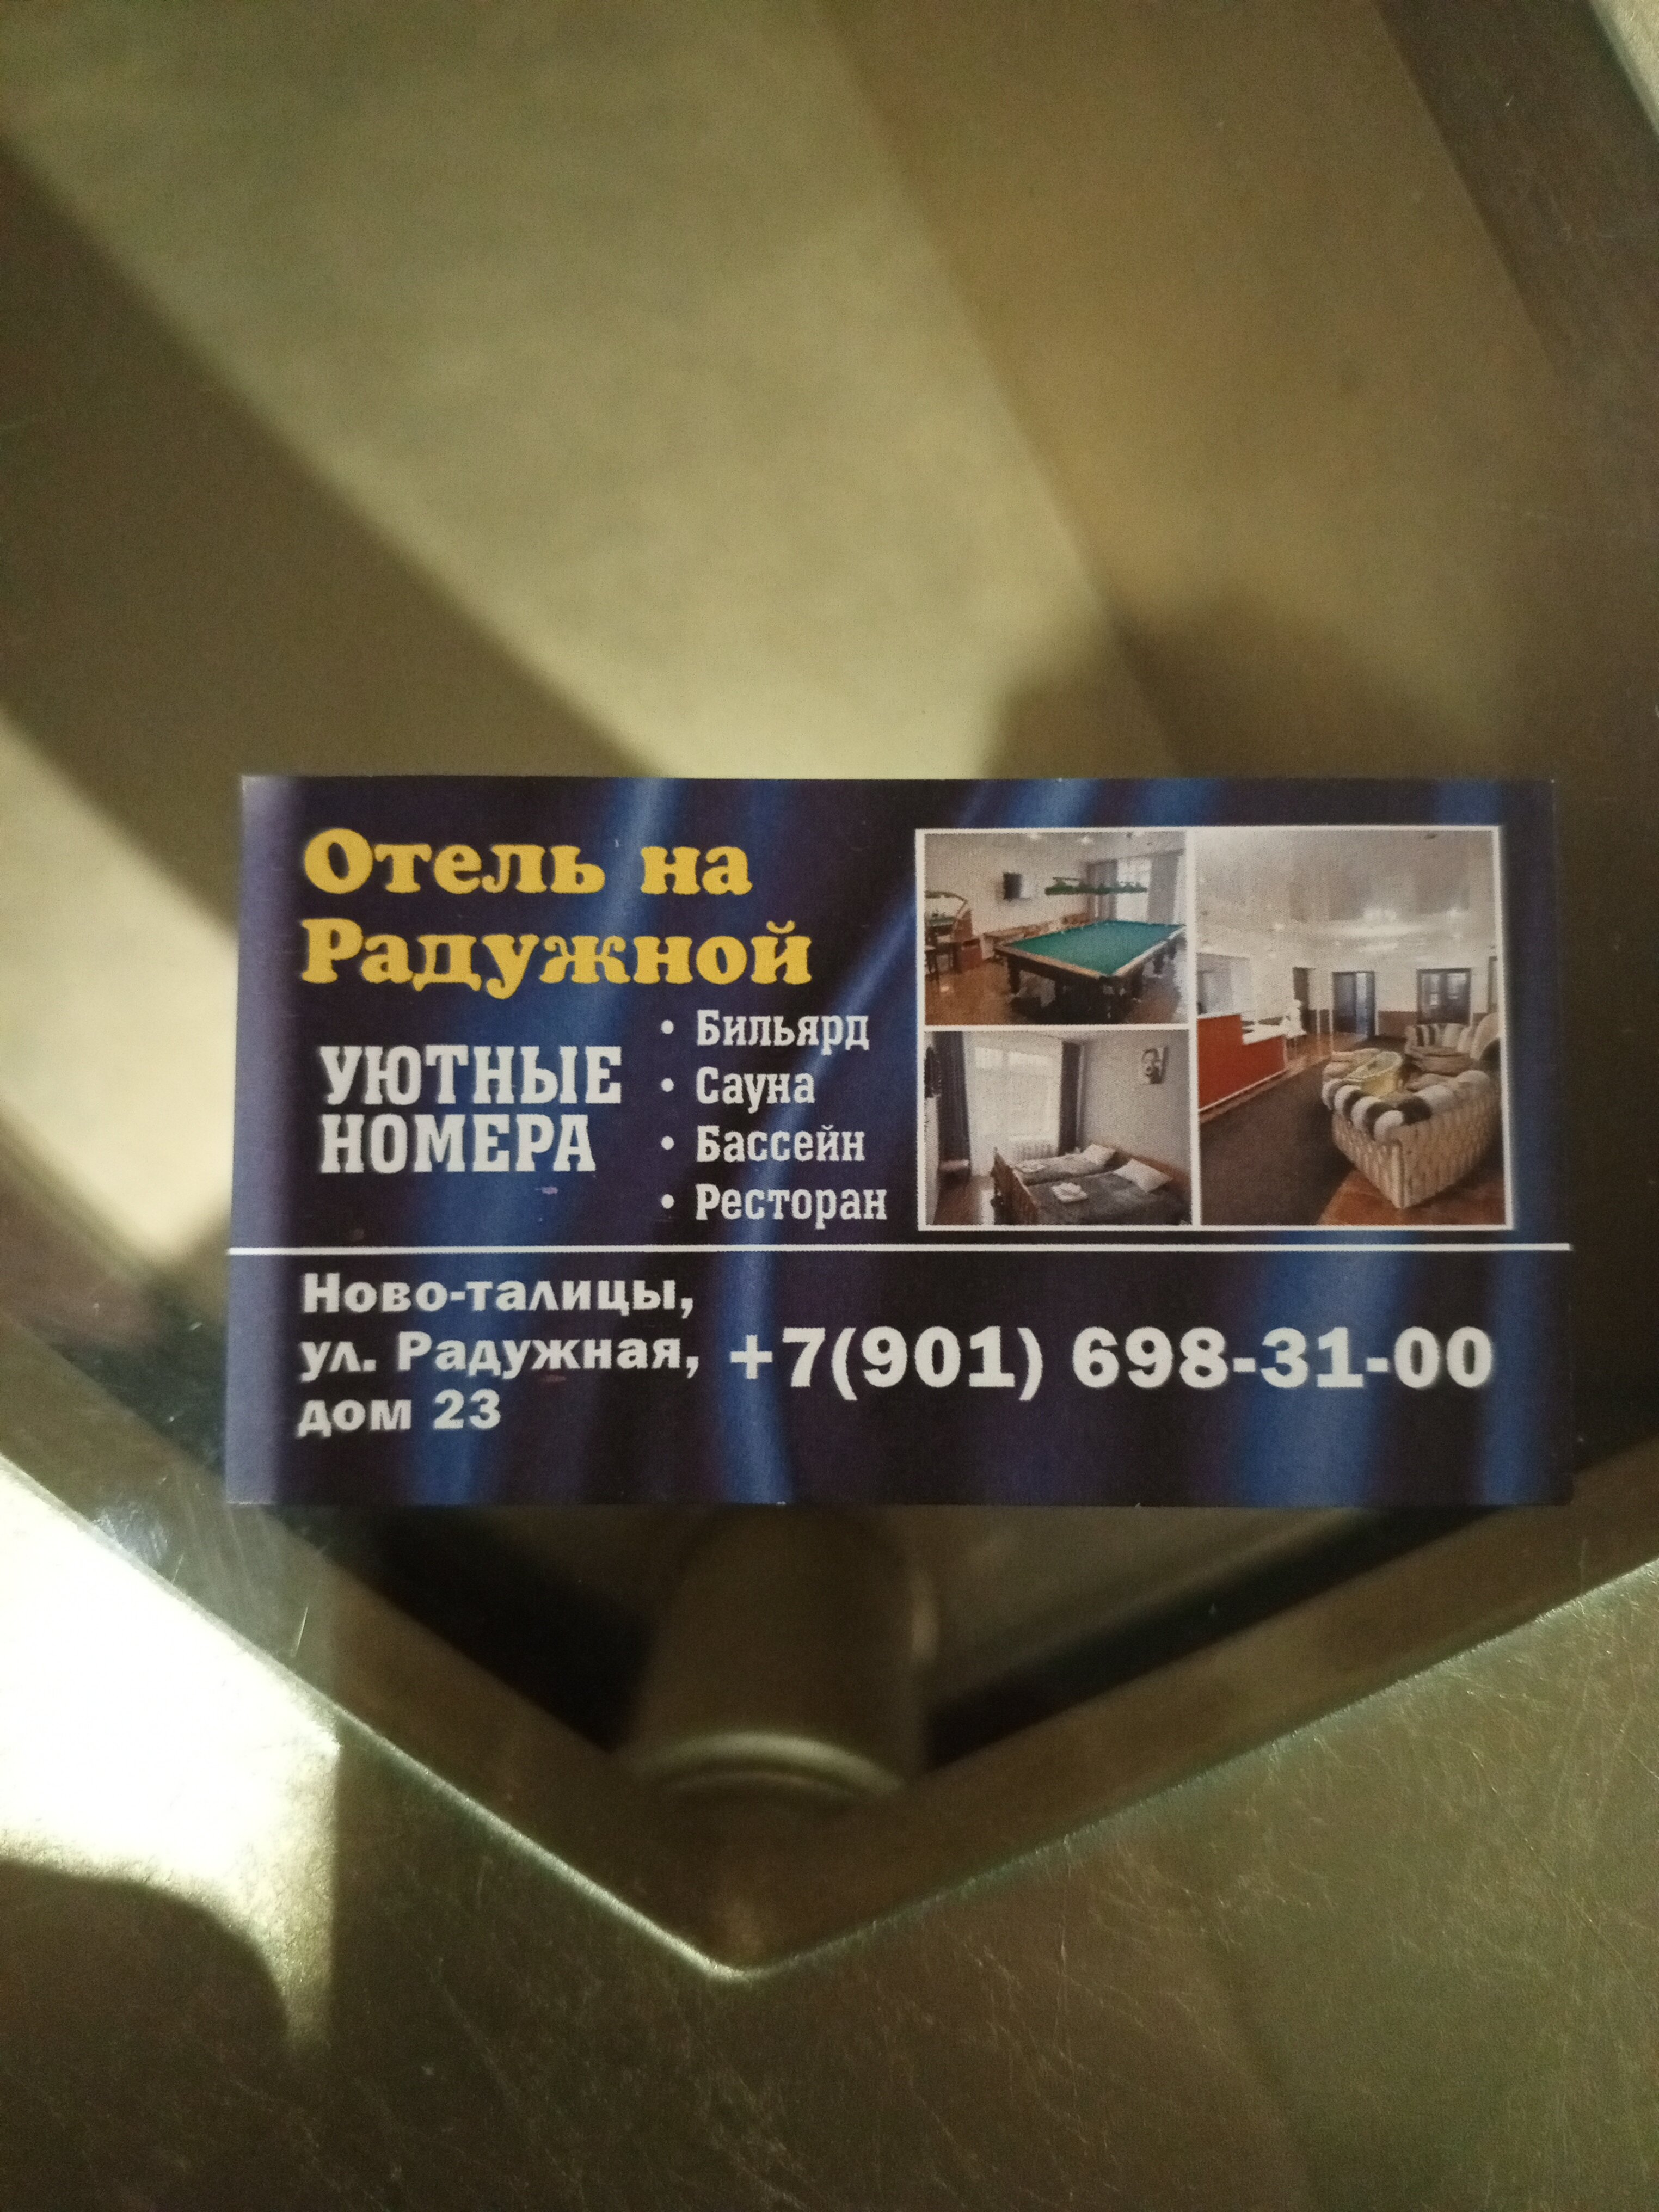 Отель на
Радужной
УЮТНЫЕ
НОМЕРА
• Бильярд
• Сауна
• Бассейн
• Ресторан
Ново-талицы,
ул. Радужная,
дом 23
+7(901) 698-31-00